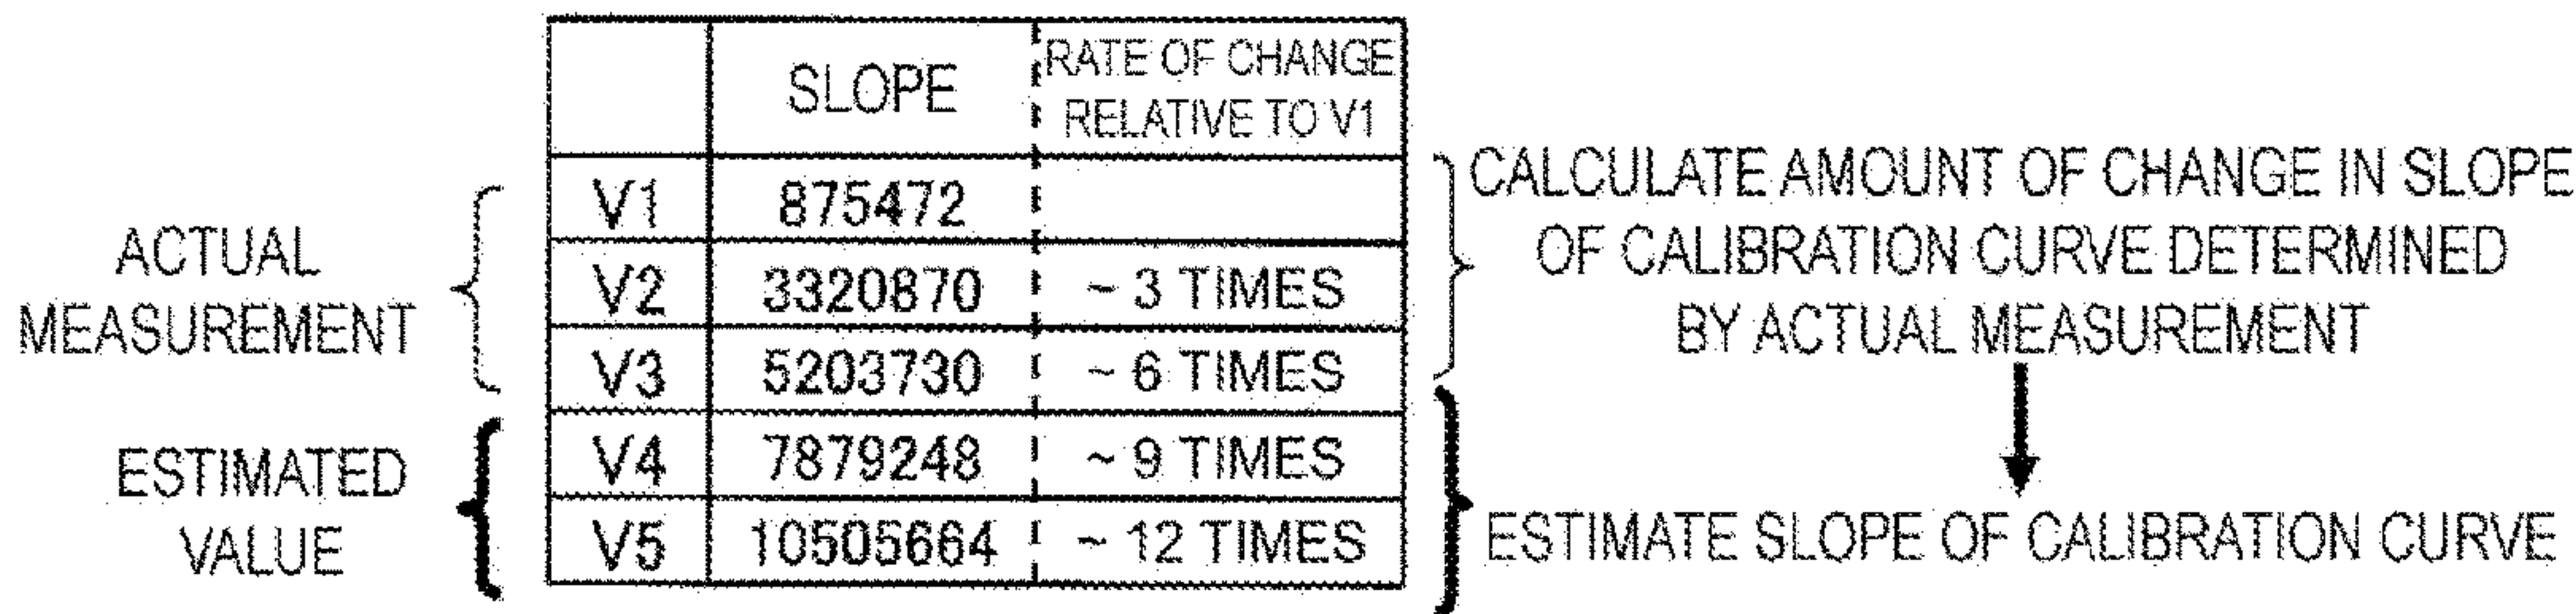 SLOPE
RATE OF CHANGE
RELATIVE TO V1
ACTUAL
MEASUREMENT
V1 875472
V2 3320870 ~ 3 TIMES
V3 5203730 ~ 6 TIMES
ESTIMATED
VALUE
V4 7879248 ~ 9 TIMES
V5 10505664 ~ 12 TIMES
CALCULATE AMOUNT OF CHANGE IN SLOPE
OF CALIBRATION CURVE DETERMINED
BY ACTUAL MEASUREMENT
ESTIMATE SLOPE OF CALIBRATION CURVE